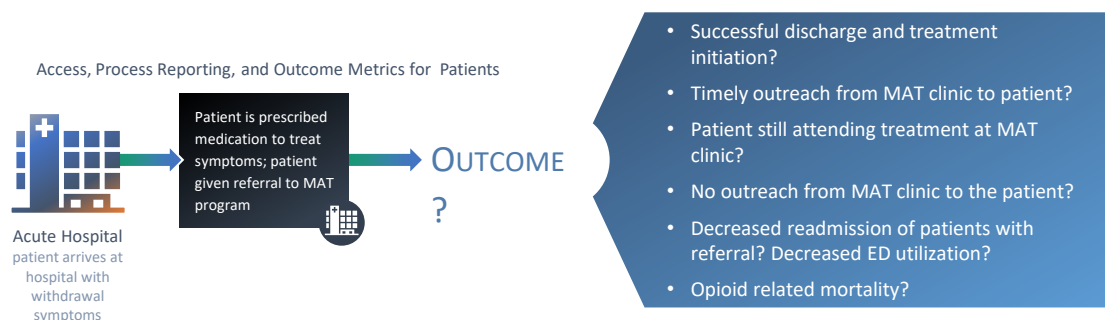 Access, Process Reporting, and Outcome Metrics for Patients
Acute Hospital
patient arrives at
hospital with
withdrawal
symptoms
Patient is prescribed
medication to treat
symptoms; patient
given referral to MAT
program
OUTCOME
?
• Successful discharge and treatment
initiation?
• Timely outreach from MAT clinic to patient?
• Patient still attending treatment at MAT
clinic?
• No outreach from MAT clinic to the patient?
• Decreased readmission of patients with
referral? Decreased ED utilization?
• Opioid related mortality?